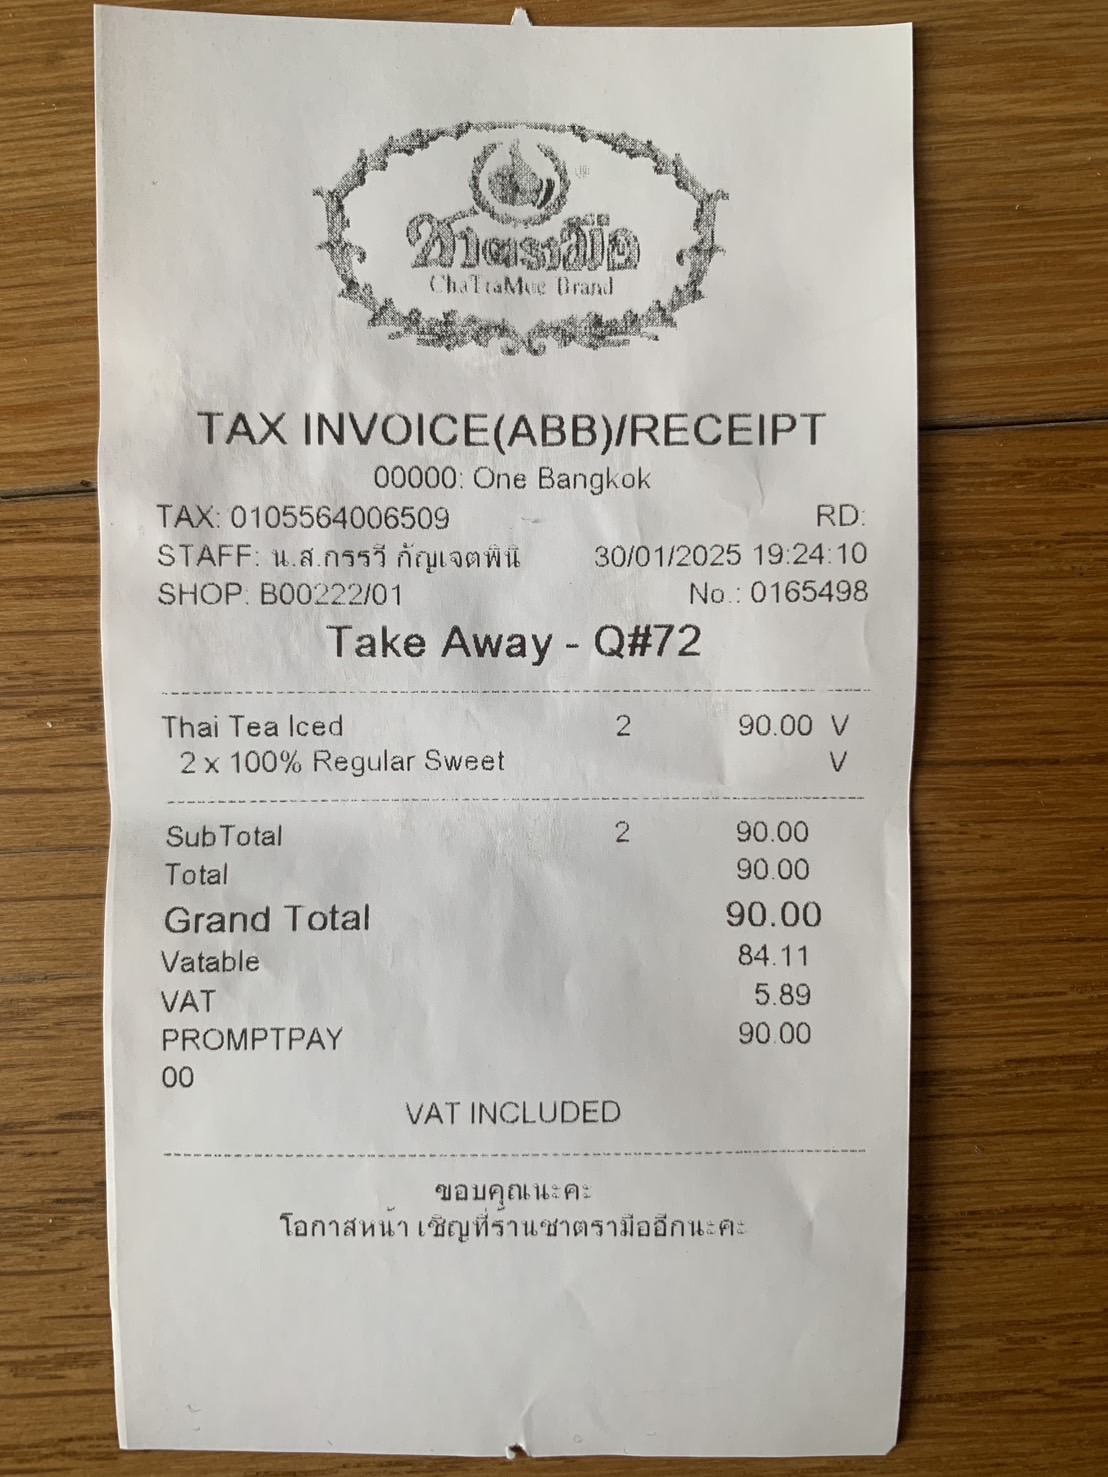 ชาตรามือ
ChaTraMue Brand
TAX INVOICE(ABB)/RECEIPT
00000: One Bangkok
TAX: 0105564006509 RD:
STAFF: น.ส.กรรวี กัญเจตพินิ 30/01/2025 19:24:10
SHOP: B00222/01 No.: 0165498
Take Away - Q#72
Thai Tea Iced 2 90.00 V
2 x 100% Regular Sweet V
SubTotal 2 90.00
Total 90.00
Grand Total 90.00
Vatable 84.11
VAT 5.89
PROMPTPAY 90.00
00
VAT INCLUDED
ขอบคุณนะคะ
โอกาสหน้า เชิญที่ร้านชาตรามืออีกนะคะ